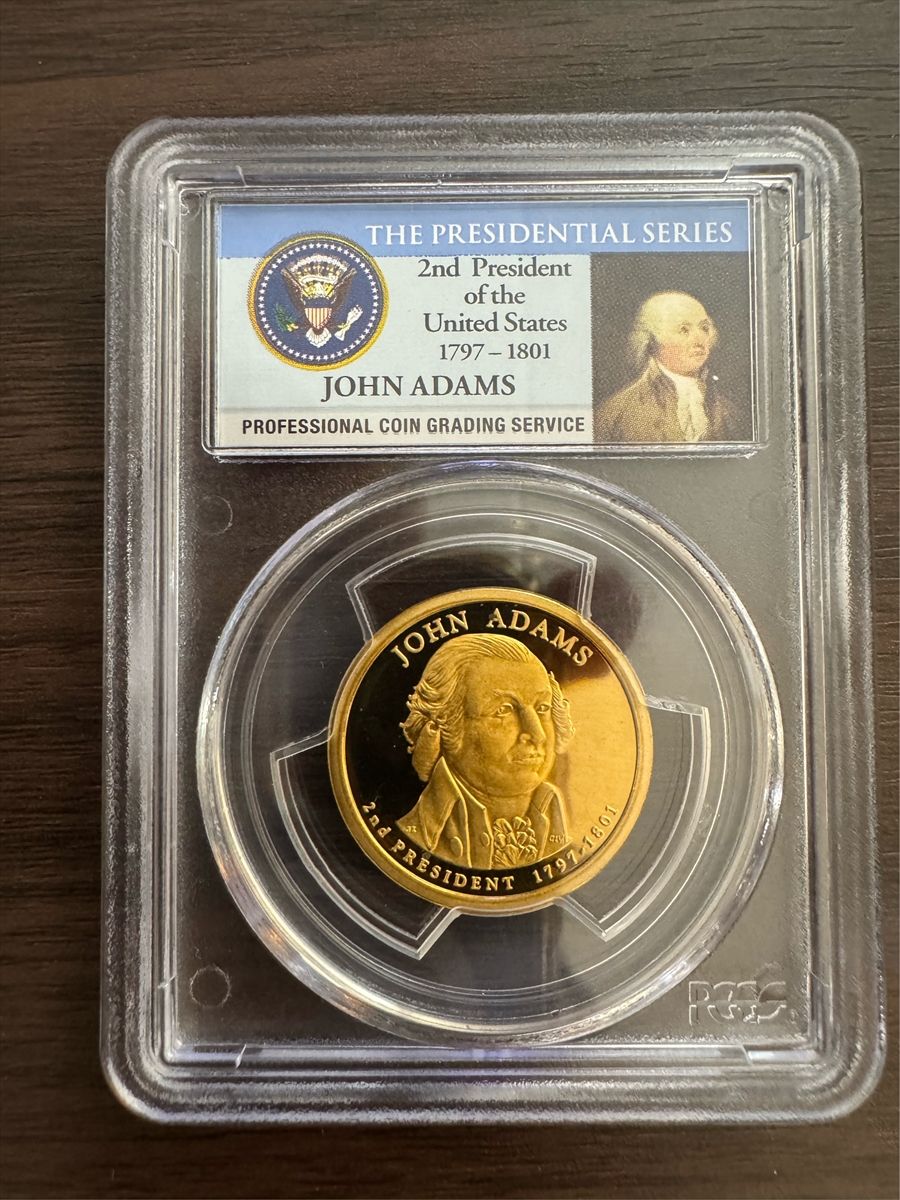 THE PRESIDENTIAL SERIES
2nd President
of the
United States
1797 – 1801
JOHN ADAMS
PROFESSIONAL COIN GRADING SERVICE
JOHN ADAMS
2nd PRESIDENT 1797-1801
PCGS